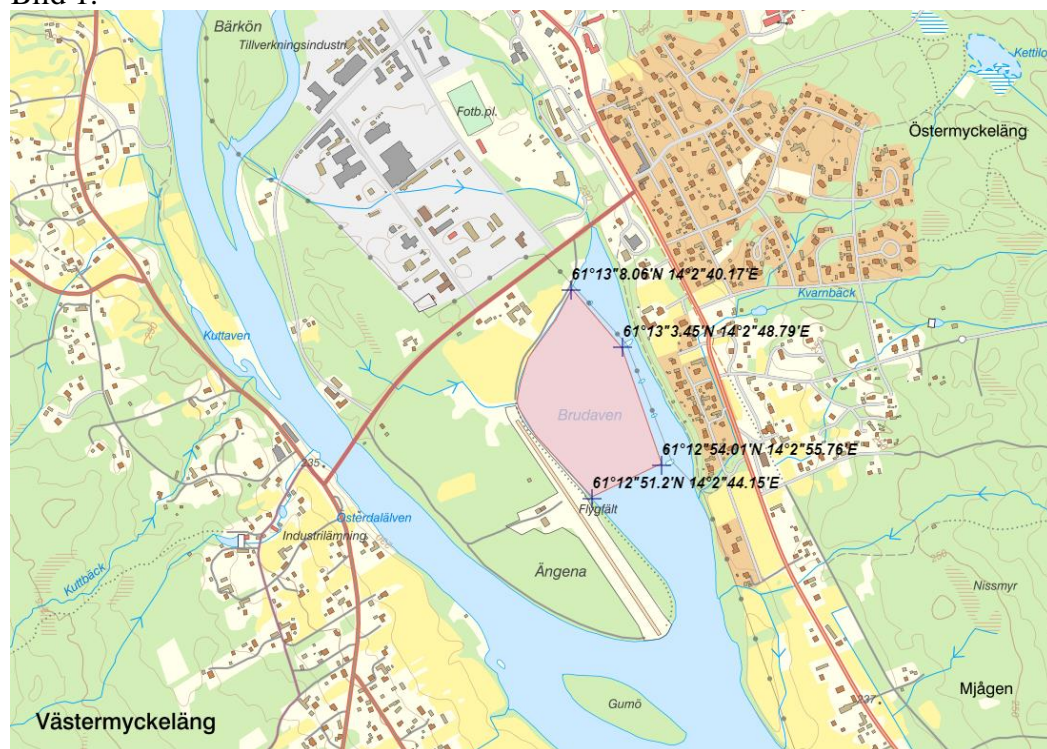 Bild 1.
Bärkön
Tillverkningsindustri
Fotb.pl.
Kettilo
Östermyckeläng
61°13"8.06'N 14°2"40.17'E
Kvarnbäck
Kuttaven
61°13"3.45'N 14°2"48.79'E
Brudaven
61°12"54.01'N 14°2"55.76'E
235
61°12"51.2'N 14°2"44.15'E
Flygfält
Österdalälven
Industrilämning
Kuttbäck
Ängena
Nissmyr
Mjågen
237
250
Gumö
Västermyckeläng